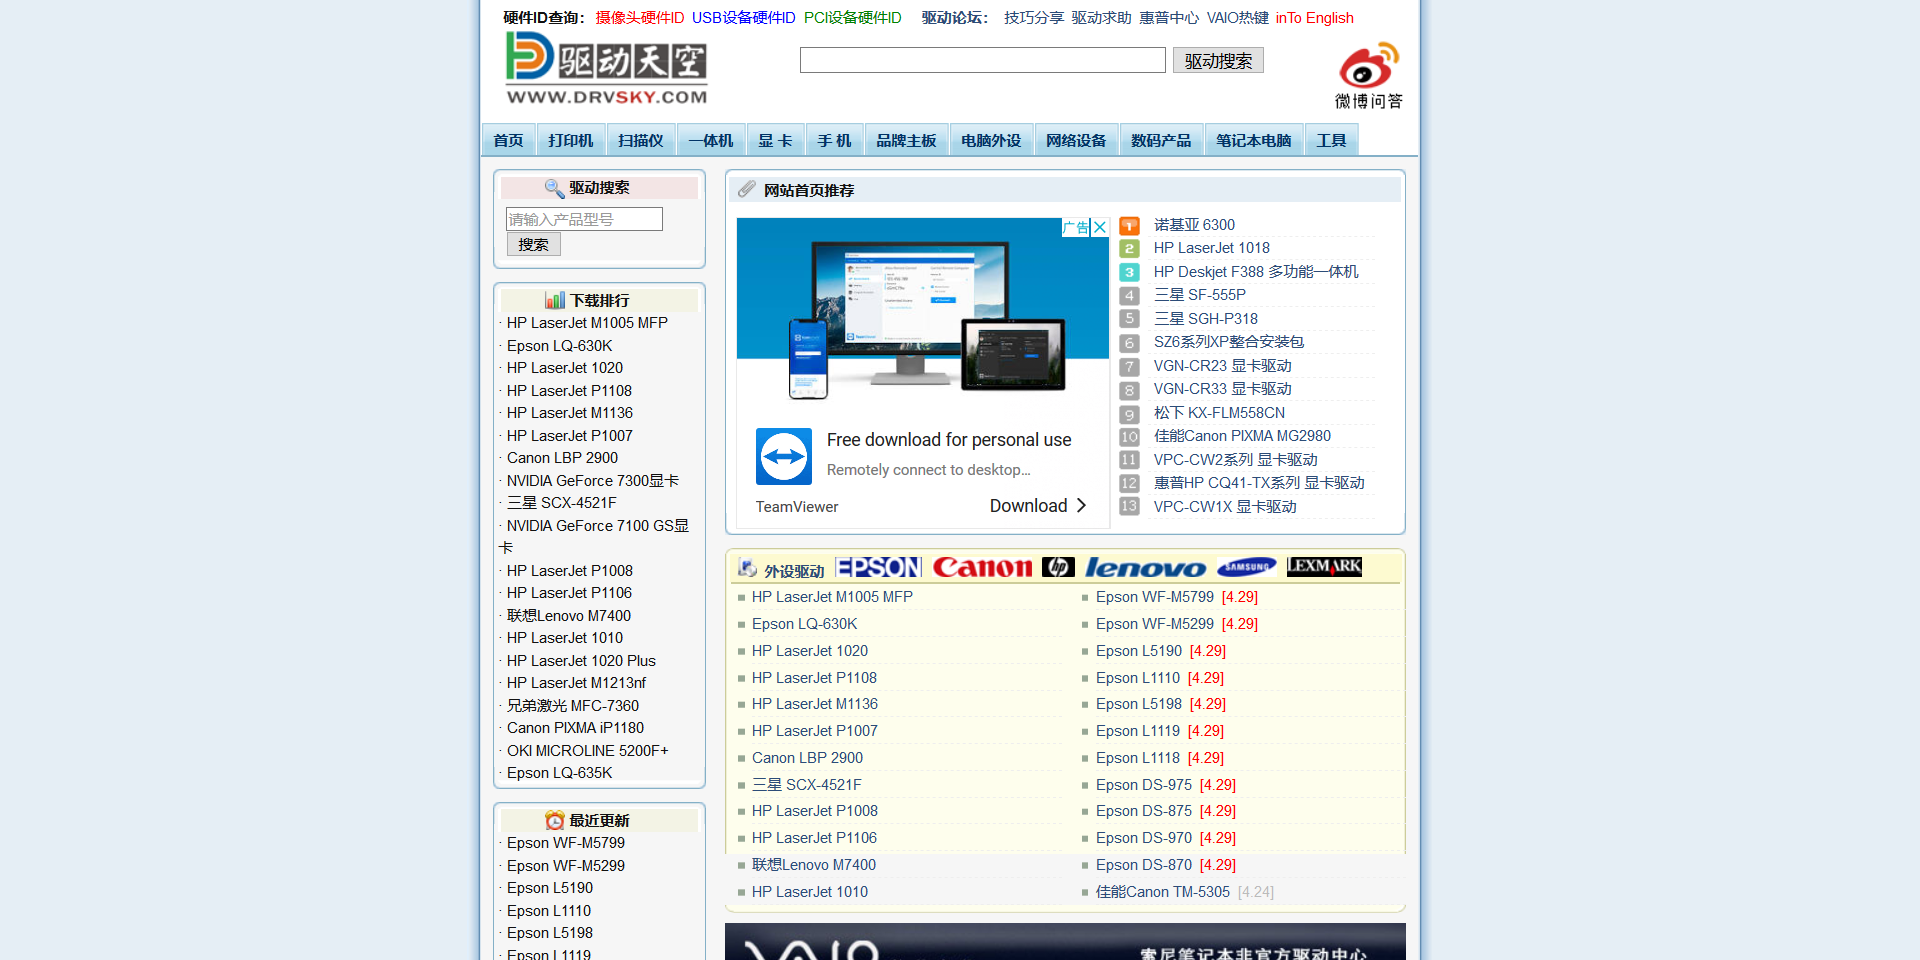 硬件ID查询： 摄像头硬件ID USB设备硬件ID PCI设备硬件ID 驱动论坛： 技巧分享 驱动求助 惠普中心 VAIO热键 inTo English
驱动天空
WWW.DRVSKY.COM
驱动搜索
微博问答
首页 打印机 扫描仪 一体机 显 卡 手 机 品牌主板 电脑外设 网络设备 数码产品 笔记本电脑 工具
驱动搜索
请输入产品型号
搜索
下载排行
· HP LaserJet M1005 MFP
· Epson LQ-630K
· HP LaserJet 1020
· HP LaserJet P1108
· HP LaserJet M1136
· HP LaserJet P1007
· Canon LBP 2900
· NVIDIA GeForce 7300显卡
· 三星 SCX-4521F
· NVIDIA GeForce 7100 GS显
卡
· HP LaserJet P1008
· HP LaserJet P1106
· 联想Lenovo M7400
· HP LaserJet 1010
· HP LaserJet 1020 Plus
· HP LaserJet M1213nf
· 兄弟激光 MFC-7360
· Canon PIXMA iP1180
· OKI MICROLINE 5200F+
· Epson LQ-635K
最近更新
· Epson WF-M5799
· Epson WF-M5299
· Epson L5190
· Epson L1110
· Epson L5198
· Epson L1119
网站首页推荐
广告
Free download for personal use
Remotely connect to desktop...
TeamViewer
Download
1 诺基亚 6300
2 HP LaserJet 1018
3 HP Deskjet F388 多功能一体机
4 三星 SF-555P
5 三星 SGH-P318
6 SZ6系列XP整合安装包
7 VGN-CR23 显卡驱动
8 VGN-CR33 显卡驱动
9 松下 KX-FLM558CN
10 佳能Canon PIXMA MG2980
11 VPC-CW2系列 显卡驱动
12 惠普HP CQ41-TX系列 显卡驱动
13 VPC-CW1X 显卡驱动
外设驱动 EPSON Canon hp lenovo SAMSUNG LEXMARK
HP LaserJet M1005 MFP
Epson LQ-630K
HP LaserJet 1020
HP LaserJet P1108
HP LaserJet M1136
HP LaserJet P1007
Canon LBP 2900
三星 SCX-4521F
HP LaserJet P1008
HP LaserJet P1106
联想Lenovo M7400
HP LaserJet 1010
Epson WF-M5799 [4.29]
Epson WF-M5299 [4.29]
Epson L5190 [4.29]
Epson L1110 [4.29]
Epson L5198 [4.29]
Epson L1119 [4.29]
Epson L1118 [4.29]
Epson DS-975 [4.29]
Epson DS-875 [4.29]
Epson DS-970 [4.29]
Epson DS-870 [4.29]
佳能Canon TM-5305 [4.24]
VAIO
索尼笔记本非官方驱动中心